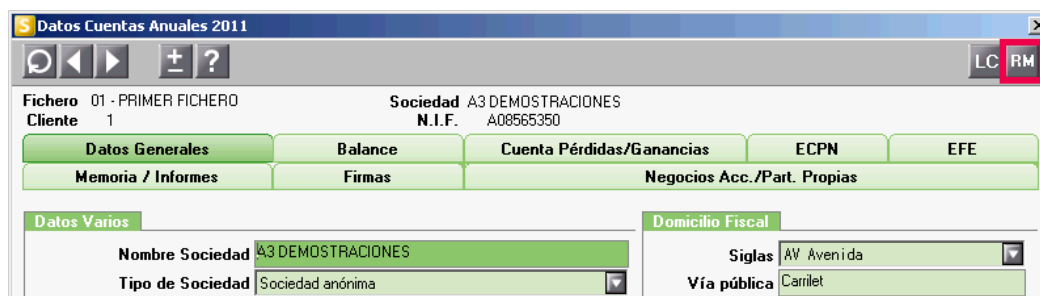 S Datos Cuentas Anuales 2011
± ? LC RM
Fichero 01 - PRIMER FICHERO Sociedad A3 DEMOSTRACIONES
Cliente 1 N.I.F. A08565350
Datos Generales Balance Cuenta Pérdidas/Ganancias ECPN EFE
Memoria / Informes Firmas Negocios Acc./Part. Propias
Datos Varios Domicilio Fiscal
Nombre Sociedad A3 DEMOSTRACIONES Siglas AV Avenida
Tipo de Sociedad Sociedad anónima Vía pública Carrilet